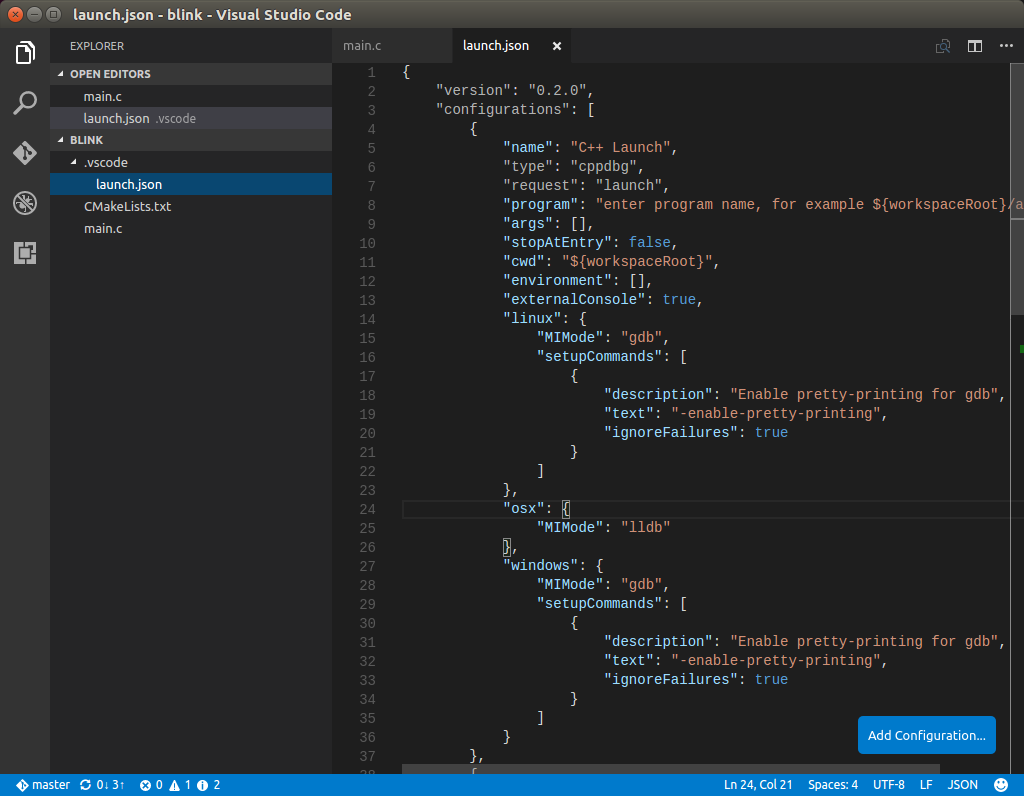 launch.json - blink - Visual Studio Code
EXPLORER
OPEN EDITORS
main.c
launch.json .vscode
BLINK
.vscode
launch.json
CMakeLists.txt
main.c
main.c
launch.json
1 {
2 "version": "0.2.0",
3 "configurations": [
4 {
5 "name": "C++ Launch",
6 "type": "cppdbg",
7 "request": "launch",
8 "program": "enter program name, for example ${workspaceRoot}/a
9 "args": [],
10 "stopAtEntry": false,
11 "cwd": "${workspaceRoot}",
12 "environment": [],
13 "externalConsole": true,
14 "linux": {
15 "MIMode": "gdb",
16 "setupCommands": [
17 {
18 "description": "Enable pretty-printing for gdb",
19 "text": "-enable-pretty-printing",
20 "ignoreFailures": true
21 }
22 ]
23 },
24 "osx": {
25 "MIMode": "lldb"
26 },
27 "windows": {
28 "MIMode": "gdb",
29 "setupCommands": [
30 {
31 "description": "Enable pretty-printing for gdb",
32 "text": "-enable-pretty-printing",
33 "ignoreFailures": true
34 }
35 ]
36 }
37 },
38 {
Add Configuration...
master 0↓ 3↑ 0 1 2 Ln 24, Col 21 Spaces: 4 UTF-8 LF JSON